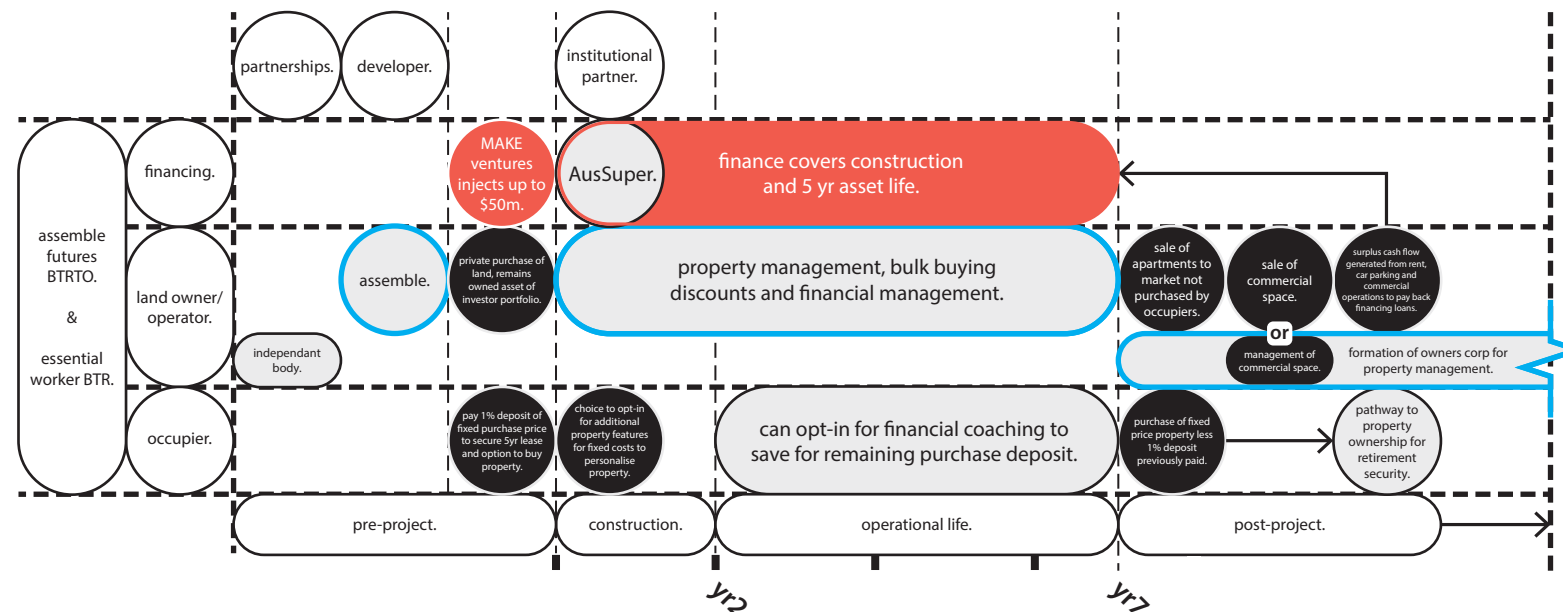 partnerships.
developer.
institutional
partner.
assemble
futures
BTRTO.
&
essential
worker BTR.
financing.
MAKE
ventures
injects up to
$50m.
AusSuper.
finance covers construction
and 5 yr asset life.
land owner/
operator.
assemble.
private purchase of
land, remains
owned asset of
investor portfolio.
property management, bulk buying
discounts and financial management.
sale of
apartments to
market not
purchased by
occupiers.
sale of
commercial
space.
surplus cash flow
generated from rent,
car parking and
commercial
operations to pay back
financing loans.
or
independant
body.
management of
commercial space.
formation of owners corp for
property management.
occupier.
pay 1% deposit of
fixed purchase price
to secure 5yr lease
and option to buy
property.
choice to opt-in
for additional
property features
for fixed costs to
personalise
property.
can opt-in for financial coaching to
save for remaining purchase deposit.
purchase of fixed
price property less
1% deposit
previously paid.
pathway to
property
ownership for
retirement
security.
pre-project.
construction.
operational life.
post-project.
yr2
yr7